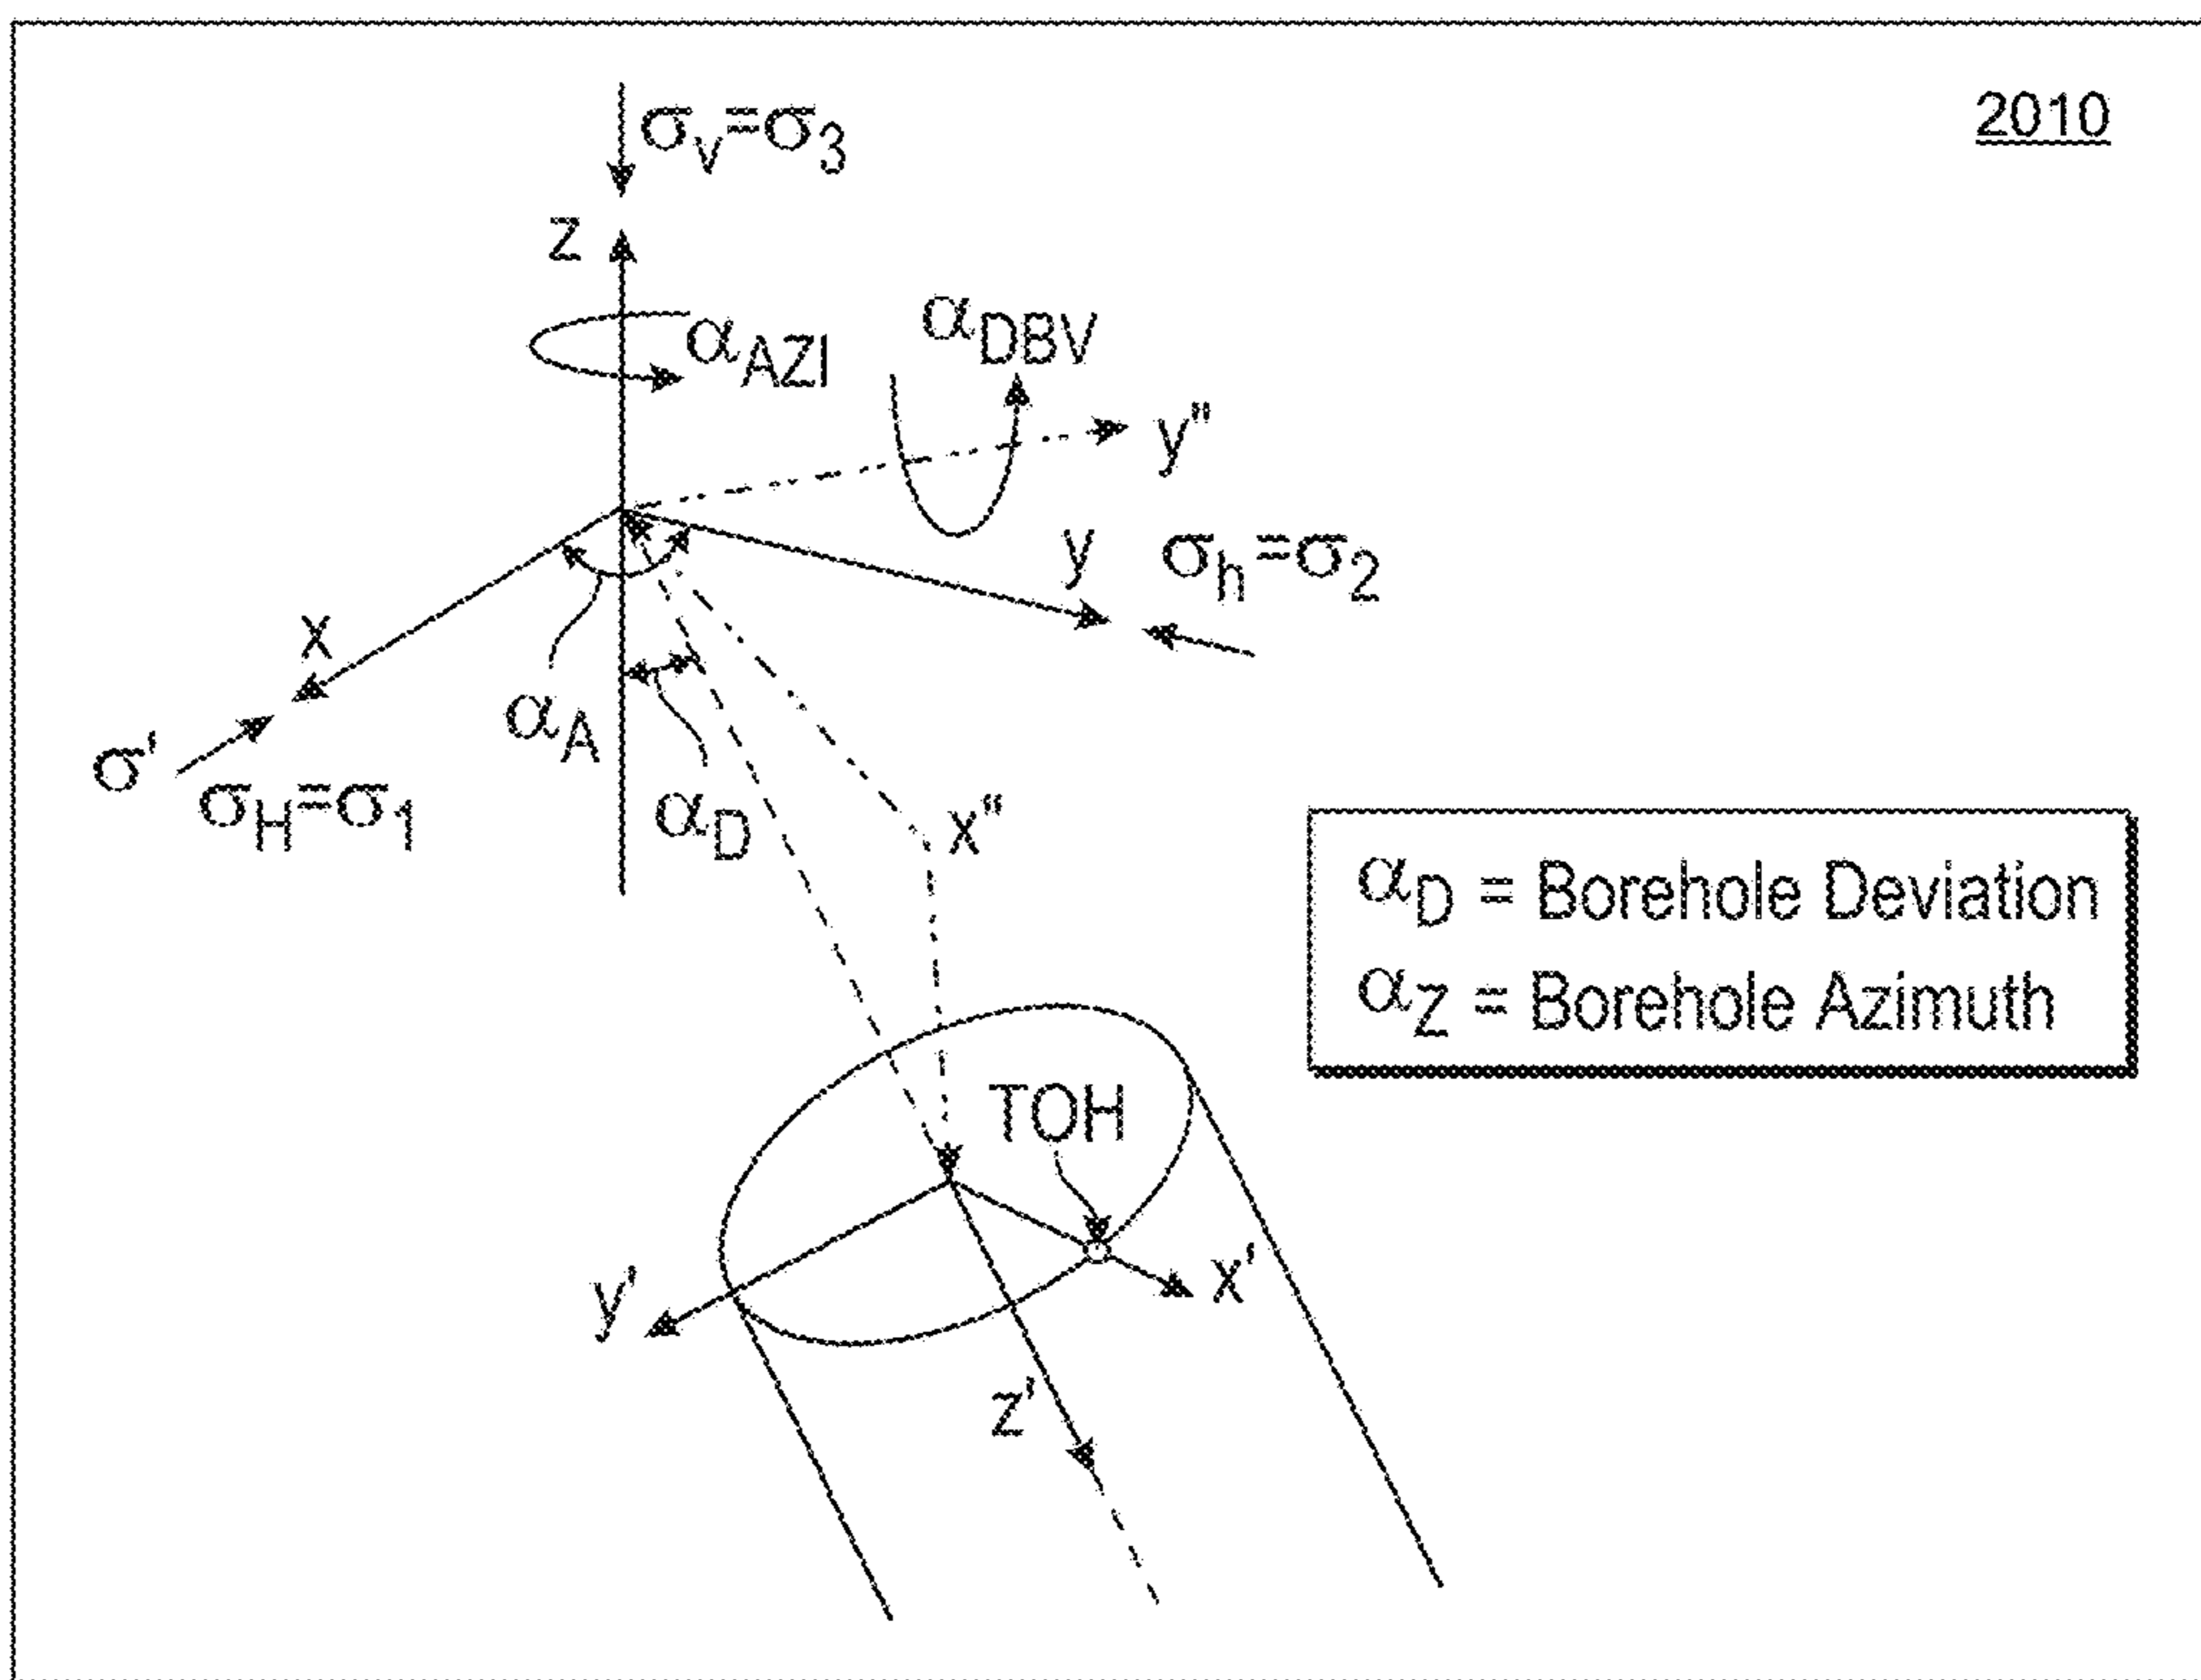 2010
σv=σ3
z
αAZI
αDBV
y"
y
σh=σ2
x
αA
σ'
σH=σ1
αD
x"
αD = Borehole Deviation
αZ = Borehole Azimuth
TOH
x'
y'
z'